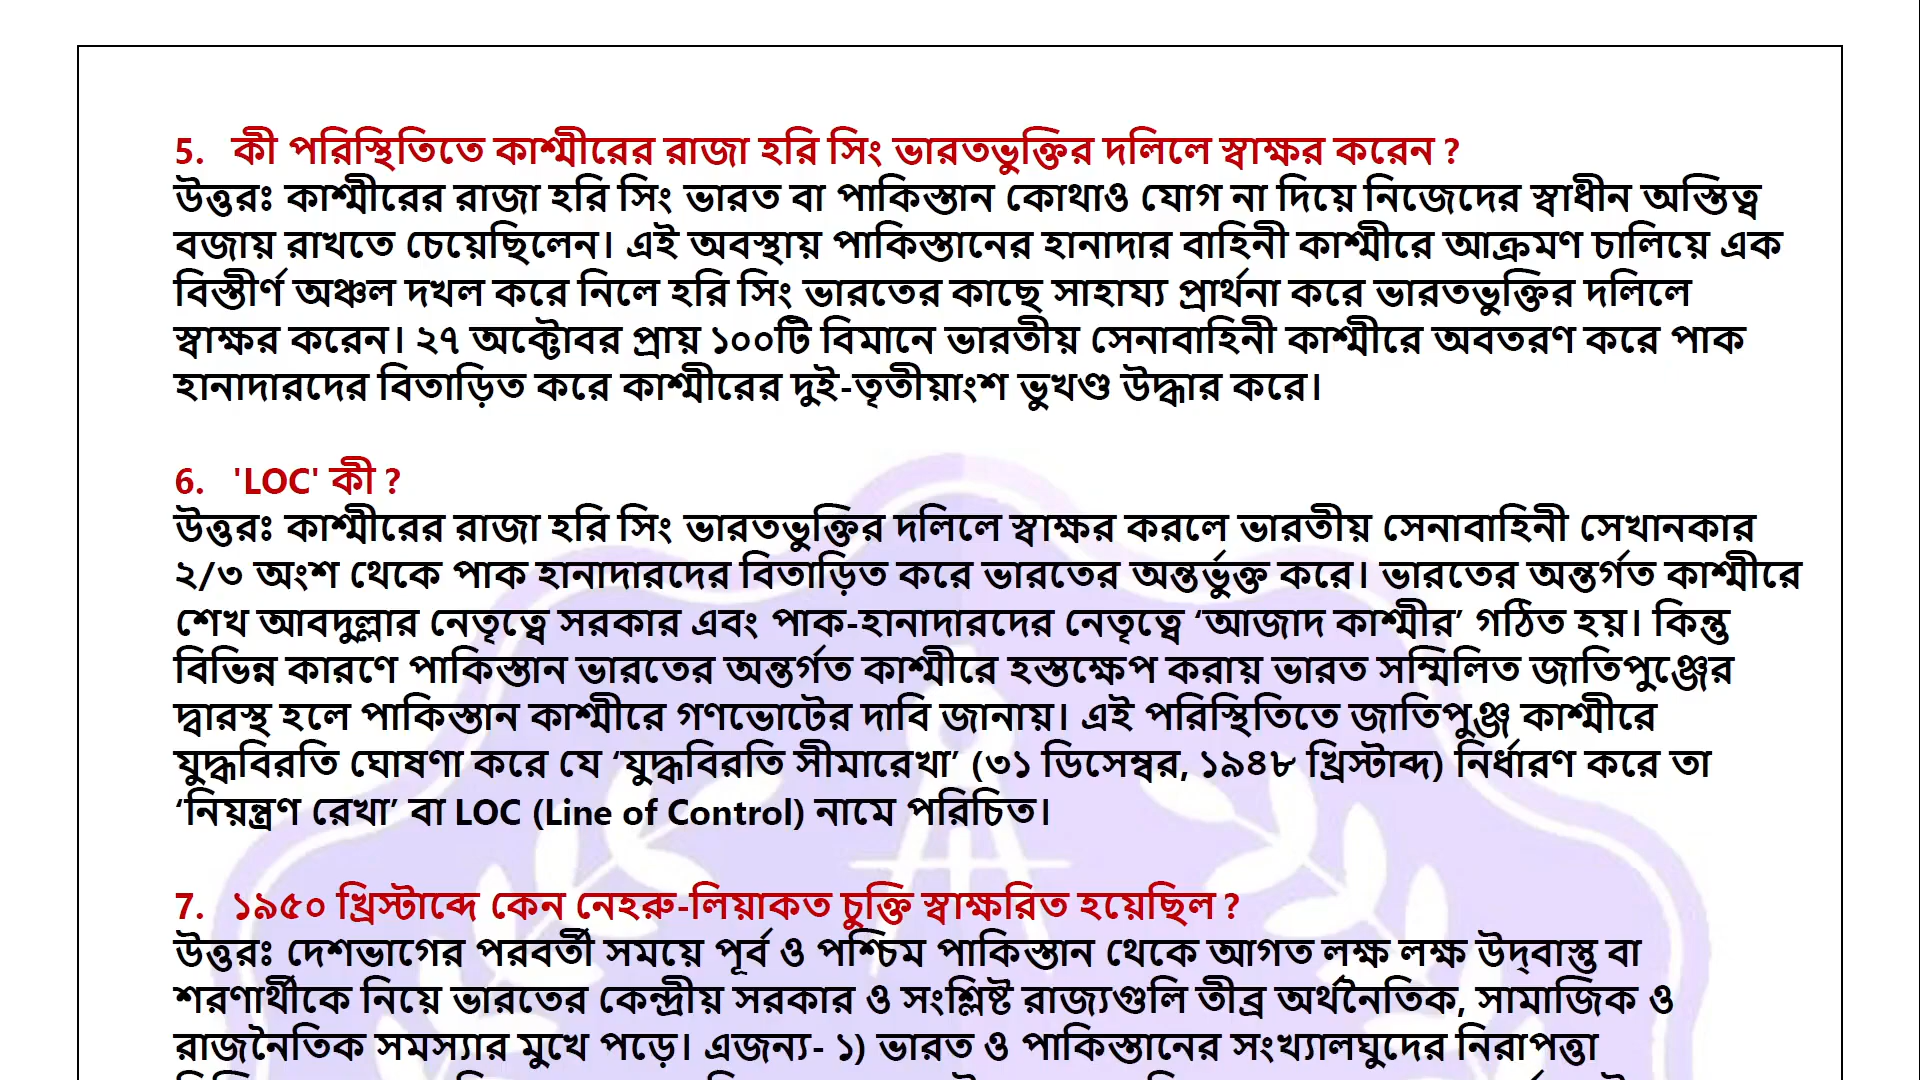 5. কী পরিস্থিতিতে কাশ্মীরের রাজা হরি সিং ভারতভুক্তির দলিলে স্বাক্ষর করেন ?
উত্তরঃ কাশ্মীরের রাজা হরি সিং ভারত বা পাকিস্তান কোথাও যোগ না দিয়ে নিজেদের স্বাধীন অস্তিত্ব
বজায় রাখতে চেয়েছিলেন। এই অবস্থায় পাকিস্তানের হানাদার বাহিনী কাশ্মীরে আক্রমণ চালিয়ে এক
বিস্তীর্ণ অঞ্চল দখল করে নিলে হরি সিং ভারতের কাছে সাহায্য প্রার্থনা করে ভারতভুক্তির দলিলে
স্বাক্ষর করেন। ২৭ অক্টোবর প্রায় ১০০টি বিমানে ভারতীয় সেনাবাহিনী কাশ্মীরে অবতরণ করে পাক
হানাদারদের বিতাড়িত করে কাশ্মীরের দুই-তৃতীয়াংশ ভুখণ্ড উদ্ধার করে।
6. 'LOC' কী ?
উত্তরঃ কাশ্মীরের রাজা হরি সিং ভারতভুক্তির দলিলে স্বাক্ষর করলে ভারতীয় সেনাবাহিনী সেখানকার
২/৩ অংশ থেকে পাক হানাদারদের বিতাড়িত করে ভারতের অন্তর্ভুক্ত করে। ভারতের অন্তর্গত কাশ্মীরে
শেখ আবদুল্লার নেতৃত্বে সরকার এবং পাক-হানাদারদের নেতৃত্বে ‘আজাদ কাশ্মীর’ গঠিত হয়। কিন্তু
বিভিন্ন কারণে পাকিস্তান ভারতের অন্তর্গত কাশ্মীরে হস্তক্ষেপ করায় ভারত সম্মিলিত জাতিপুঞ্জের
দ্বারস্থ হলে পাকিস্তান কাশ্মীরে গণভোটের দাবি জানায়। এই পরিস্থিতিতে জাতিপুঞ্জ কাশ্মীরে
যুদ্ধবিরতি ঘোষণা করে যে ‘যুদ্ধবিরতি সীমারেখা’ (৩১ ডিসেম্বর, ১৯৪৮ খ্রিস্টাব্দ) নির্ধারণ করে তা
‘নিয়ন্ত্রণ রেখা’ বা LOC (Line of Control) নামে পরিচিত।
7. ১৯৫০ খ্রিস্টাব্দে কেন নেহরু-লিয়াকত চুক্তি স্বাক্ষরিত হয়েছিল ?
উত্তরঃ দেশভাগের পরবর্তী সময়ে পূর্ব ও পশ্চিম পাকিস্তান থেকে আগত লক্ষ লক্ষ উদ্‌বাস্তু বা
শরণার্থীকে নিয়ে ভারতের কেন্দ্রীয় সরকার ও সংশ্লিষ্ট রাজ্যগুলি তীব্র অর্থনৈতিক, সামাজিক ও
রাজনৈতিক সমস্যার মুখে পড়ে। এজন্য- ১) ভারত ও পাকিস্তানের সংখ্যালঘুদের নিরাপত্তা